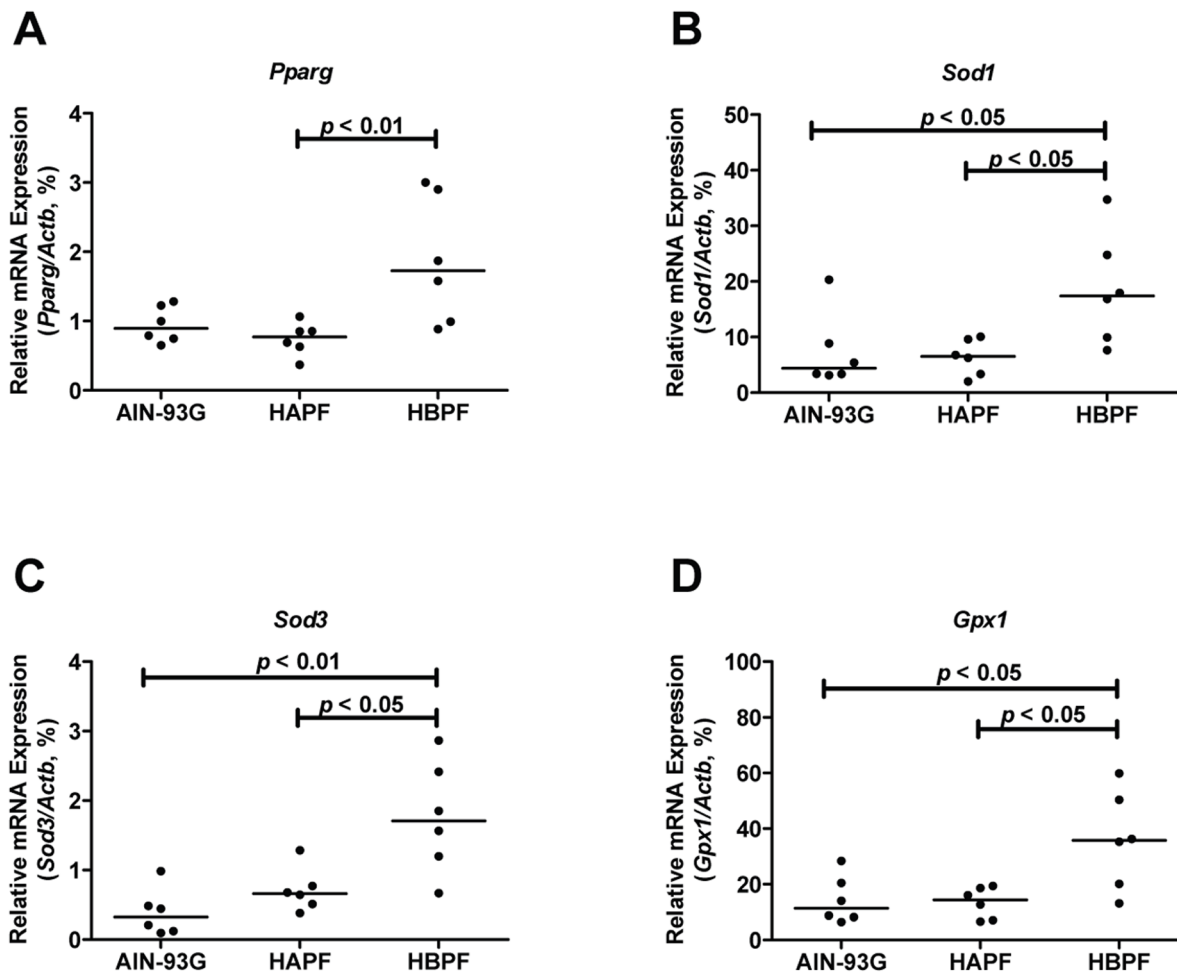 A
Pparg
Relative mRNA Expression
(Pparg/Actb, %)
4
3
2
1
0
p < 0.01
AIN-93G HAPF HBPF
B
Sod1
Relative mRNA Expression
(Sod1/Actb, %)
50
40
30
20
10
0
p < 0.05
p < 0.05
AIN-93G HAPF HBPF
C
Sod3
Relative mRNA Expression
(Sod3/Actb, %)
4
3
2
1
0
p < 0.01
p < 0.05
AIN-93G HAPF HBPF
D
Gpx1
Relative mRNA Expression
(Gpx1/Actb, %)
100
80
60
40
20
0
p < 0.05
p < 0.05
AIN-93G HAPF HBPF